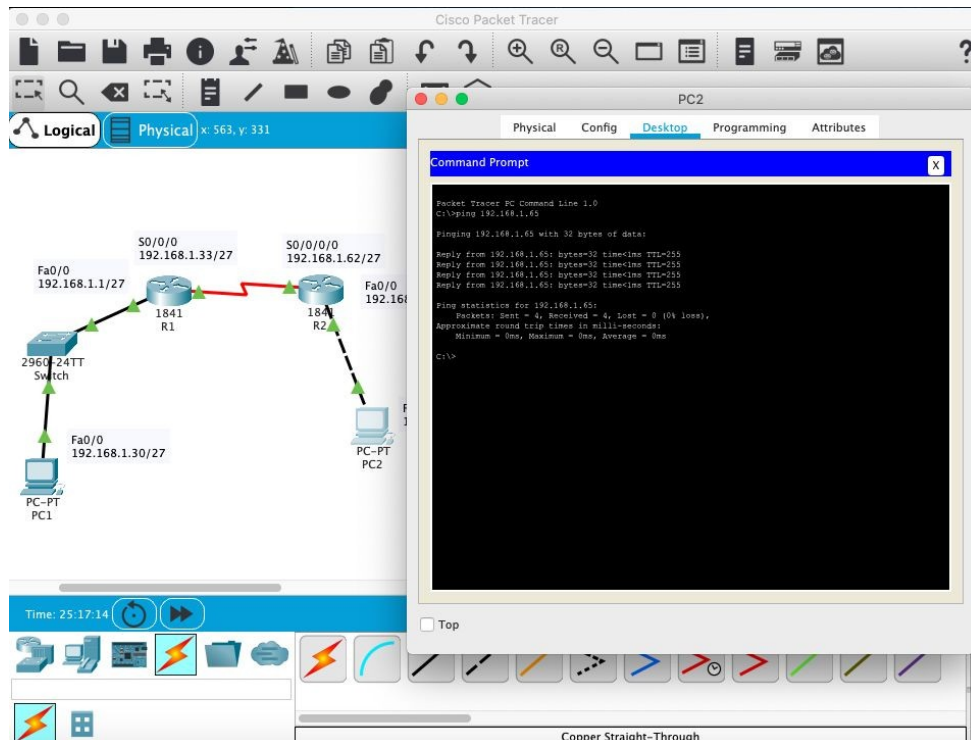 Cisco Packet Tracer
?
Logical
Physical
x: 563, y: 331
PC2
Physical Config Desktop Programming Attributes
Command Prompt
X
Packet Tracer PC Command Line 1.0
C:\>ping 192.168.1.65
Pinging 192.168.1.65 with 32 bytes of data:
Reply from 192.168.1.65: bytes=32 time<1ms TTL=255
Reply from 192.168.1.65: bytes=32 time<1ms TTL=255
Reply from 192.168.1.65: bytes=32 time<1ms TTL=255
Reply from 192.168.1.65: bytes=32 time<1ms TTL=255
Ping statistics for 192.168.1.65:
Packets: Sent = 4, Received = 4, Lost = 0 (0% loss),
Approximate round trip times in milli-seconds:
Minimum = 0ms, Maximum = 0ms, Average = 0ms
C:\>
Top
S0/0/0
192.168.1.33/27
S0/0/0/0
192.168.1.62/27
Fa0/0
192.168.1.1/27
Fa0/0
192.16
1841
R1
1841
R2
2960-24TT
Switch
Fa0/0
192.168.1.30/27
PC-PT
PC1
PC-PT
PC2
Time: 25:17:14
Copper Straight-Through